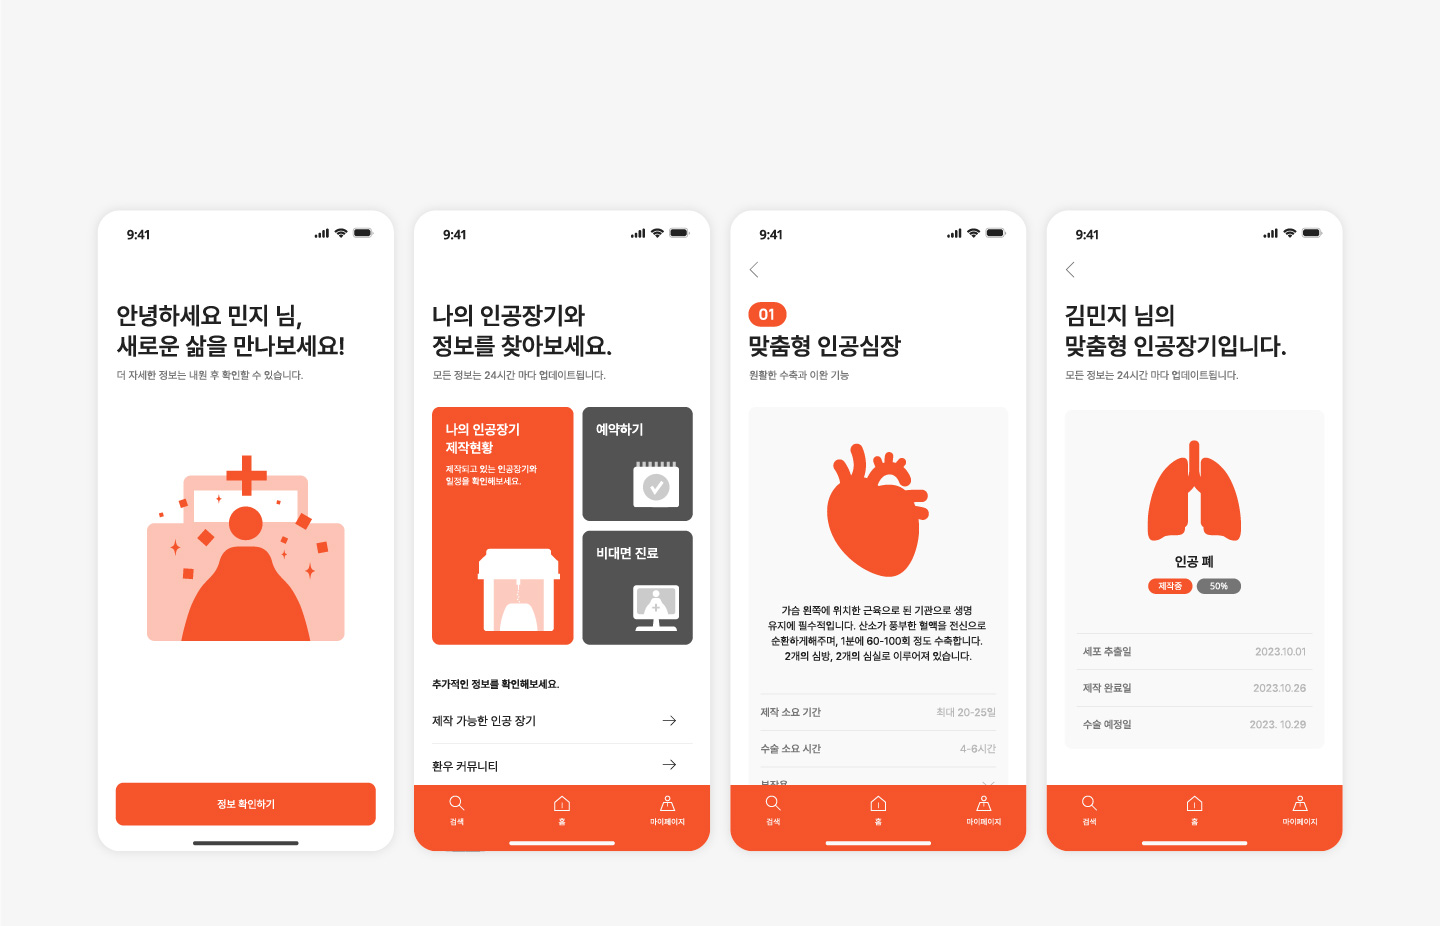 9:41
안녕하세요 민지 님,
새로운 삶을 만나보세요!
더 자세한 정보는 내원 후 확인할 수 있습니다.
정보 확인하기
9:41
나의 인공장기와
정보를 찾아보세요.
모든 정보는 24시간 마다 업데이트됩니다.
나의 인공장기
제작현황
제작되고 있는 인공장기와
일정을 확인해보세요.
예약하기
비대면 진료
추가적인 정보를 확인해보세요.
제작 가능한 인공 장기
환우 커뮤니티
검색
홈
마이페이지
9:41
01
맞춤형 인공심장
원활한 수축과 이완 기능
가슴 왼쪽에 위치한 근육으로 된 기관으로 생명
유지에 필수적입니다. 산소가 풍부한 혈액을 전신으로
순환하게해주며, 1분에 60-100회 정도 수축합니다.
2개의 심방, 2개의 심실로 이루어져 있습니다.
제작 소요 기간 최대 20-25일
수술 소요 시간 4-6시간
부작용
검색
홈
마이페이지
9:41
김민지 님의
맞춤형 인공장기입니다.
모든 정보는 24시간 마다 업데이트됩니다.
인공 폐
제작중 50%
세포 추출일 2023.10.01
제작 완료일 2023.10.26
수술 예정일 2023. 10.29
검색
홈
마이페이지